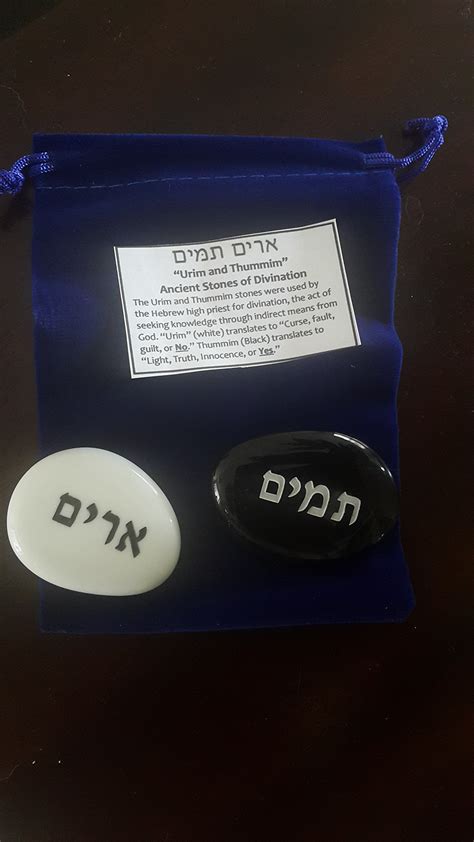 ארים תמים
“Urim and Thummim”
Ancient Stones of Divination
The Urim and Thummim stones were used by
the Hebrew high priest for divination, the act of
seeking knowledge through indirect means from
God. “Urim” (white) translates to “Curse, fault,
guilt, or No.” Thummim (Black) translates to
“Light, Truth, Innocence, or Yes.”
ארים
תמים